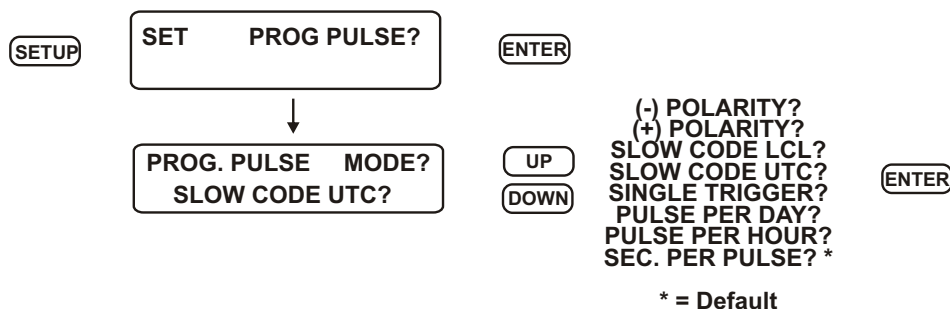 SETUP
SET PROG PULSE?
ENTER
PROG. PULSE MODE?
SLOW CODE UTC?
UP
DOWN
(-) POLARITY?
(+) POLARITY?
SLOW CODE LCL?
SLOW CODE UTC?
SINGLE TRIGGER?
PULSE PER DAY?
PULSE PER HOUR?
SEC. PER PULSE? *
ENTER
* = Default